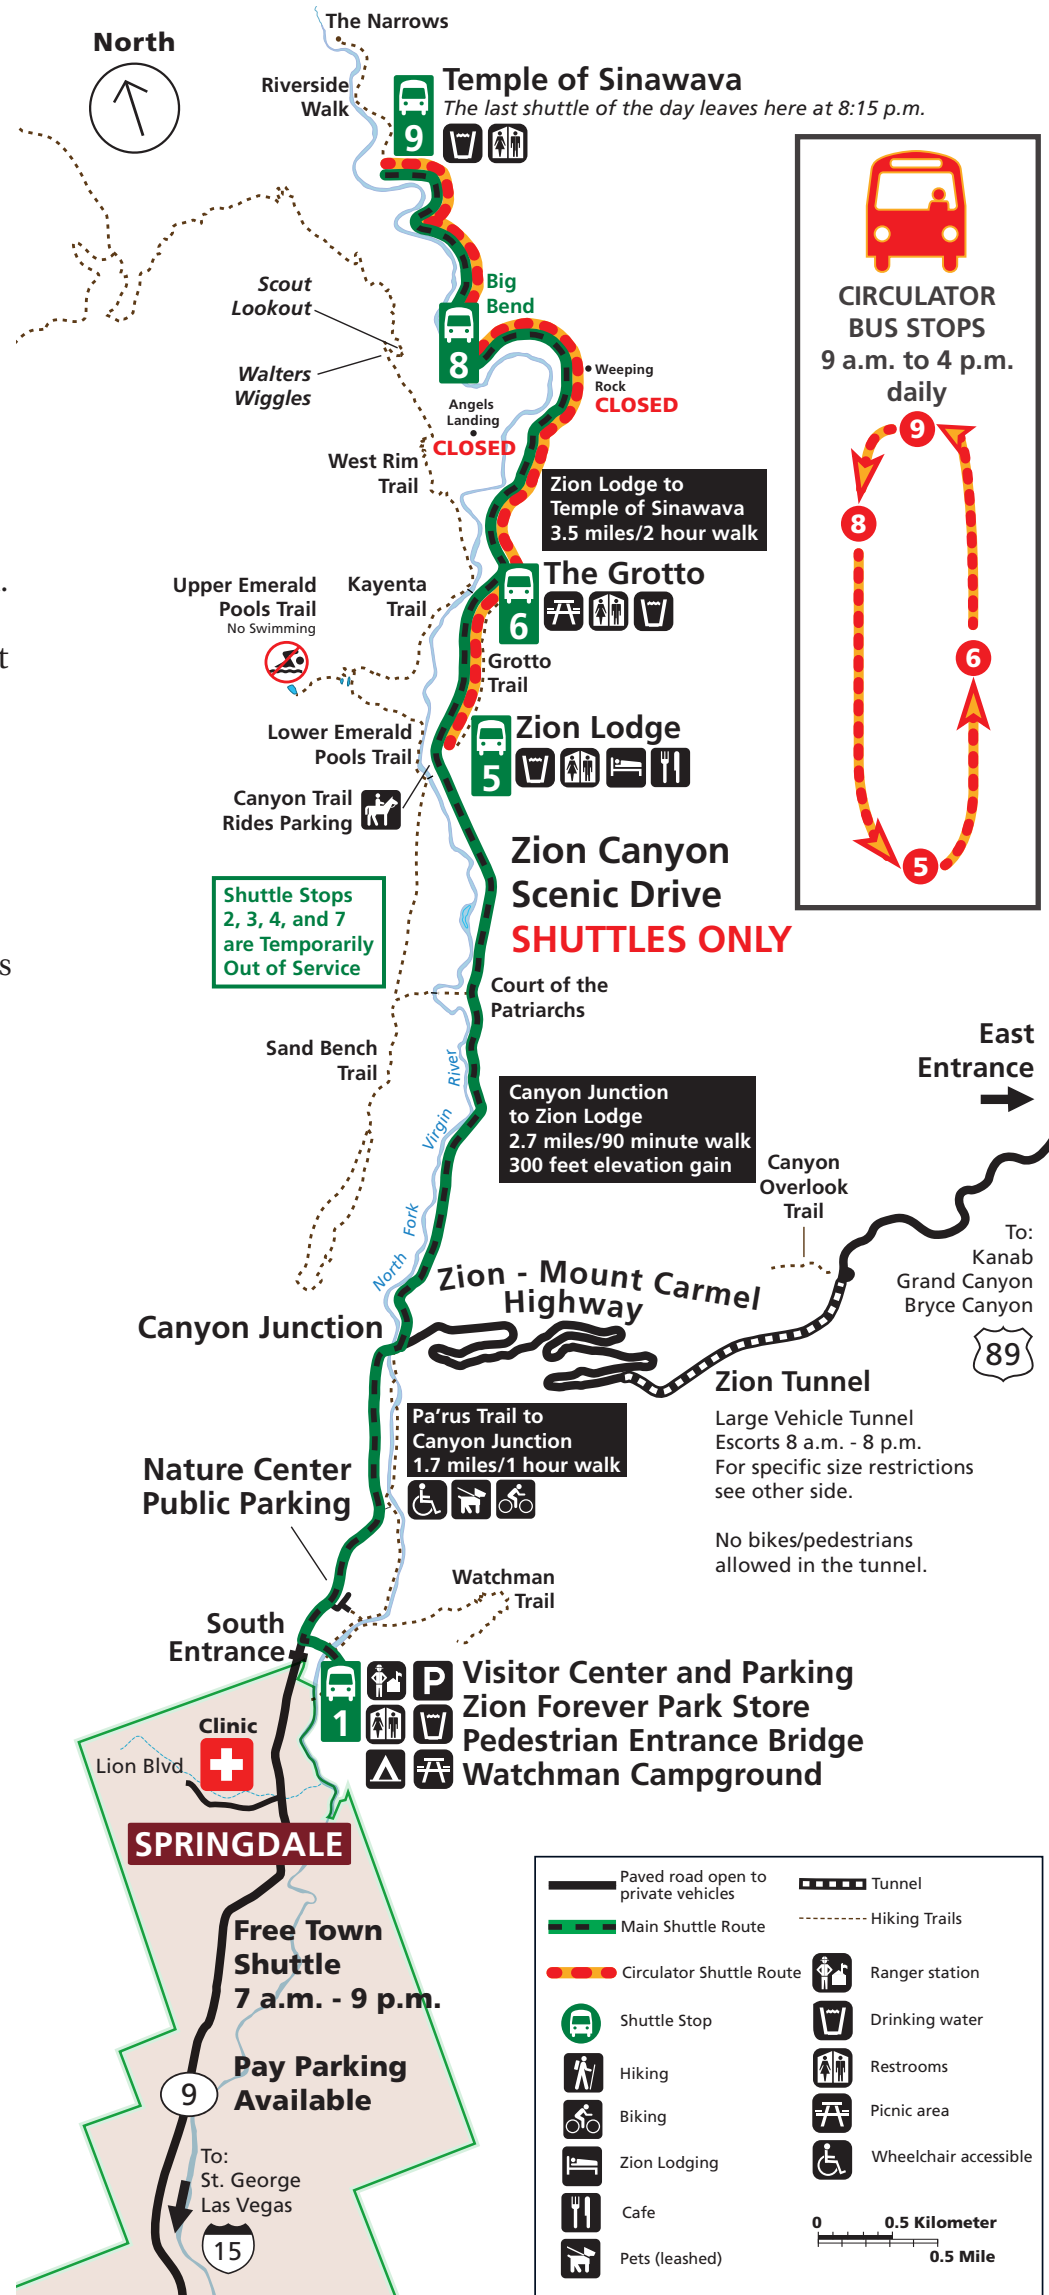 The Narrows
North
Riverside
Walk
9
Temple of Sinawava
The last shuttle of the day leaves here at 8:15 p.m.
CIRCULATOR
BUS STOPS
9 a.m. to 4 p.m.
daily
9
8
6
5
Scout
Lookout
Big
Bend
8
Walters
Wiggles
Weeping
Rock
CLOSED
Angels
Landing
CLOSED
West Rim
Trail
Zion Lodge to
Temple of Sinawava
3.5 miles/2 hour walk
.
6
The Grotto
Upper Emerald
Pools Trail
No Swimming
Kayenta
Trail
t
Grotto
Trail
Lower Emerald
Pools Trail
5
Zion Lodge
Canyon Trail
Rides Parking
Zion Canyon
Scenic Drive
SHUTTLES ONLY
Shuttle Stops
2, 3, 4, and 7
are Temporarily
Out of Service
s
Court of the
Patriarchs
East
Entrance
Sand Bench
Trail
North Fork Virgin River
Canyon Junction
to Zion Lodge
2.7 miles/90 minute walk
300 feet elevation gain
Canyon
Overlook
Trail
To:
Kanab
Grand Canyon
Bryce Canyon
89
Zion - Mount Carmel
Highway
Canyon Junction
Zion Tunnel
Large Vehicle Tunnel
Escorts 8 a.m. - 8 p.m.
For specific size restrictions
see other side.
No bikes/pedestrians
allowed in the tunnel.
Pa'rus Trail to
Canyon Junction
1.7 miles/1 hour walk
Nature Center
Public Parking
Watchman
Trail
South
Entrance
1
P
Visitor Center and Parking
Zion Forever Park Store
Pedestrian Entrance Bridge
Watchman Campground
Clinic
Lion Blvd
SPRINGDALE
Free Town
Shuttle
7 a.m. - 9 p.m.
Pay Parking
Available
9
To:
St. George
Las Vegas
15
Paved road open to
private vehicles
Main Shuttle Route
Circulator Shuttle Route
Shuttle Stop
Hiking
Biking
Zion Lodging
Cafe
Pets (leashed)
Tunnel
Hiking Trails
Ranger station
Drinking water
Restrooms
Picnic area
Wheelchair accessible
0 0.5 Kilometer
0.5 Mile